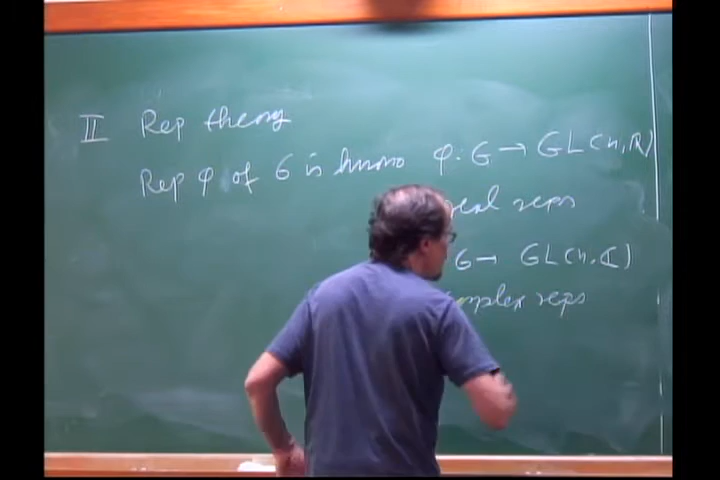 II Rep theory
Rep φ of G is homo φ: G → GL(n,R)
real reps
G → GL(n,C)
complex reps